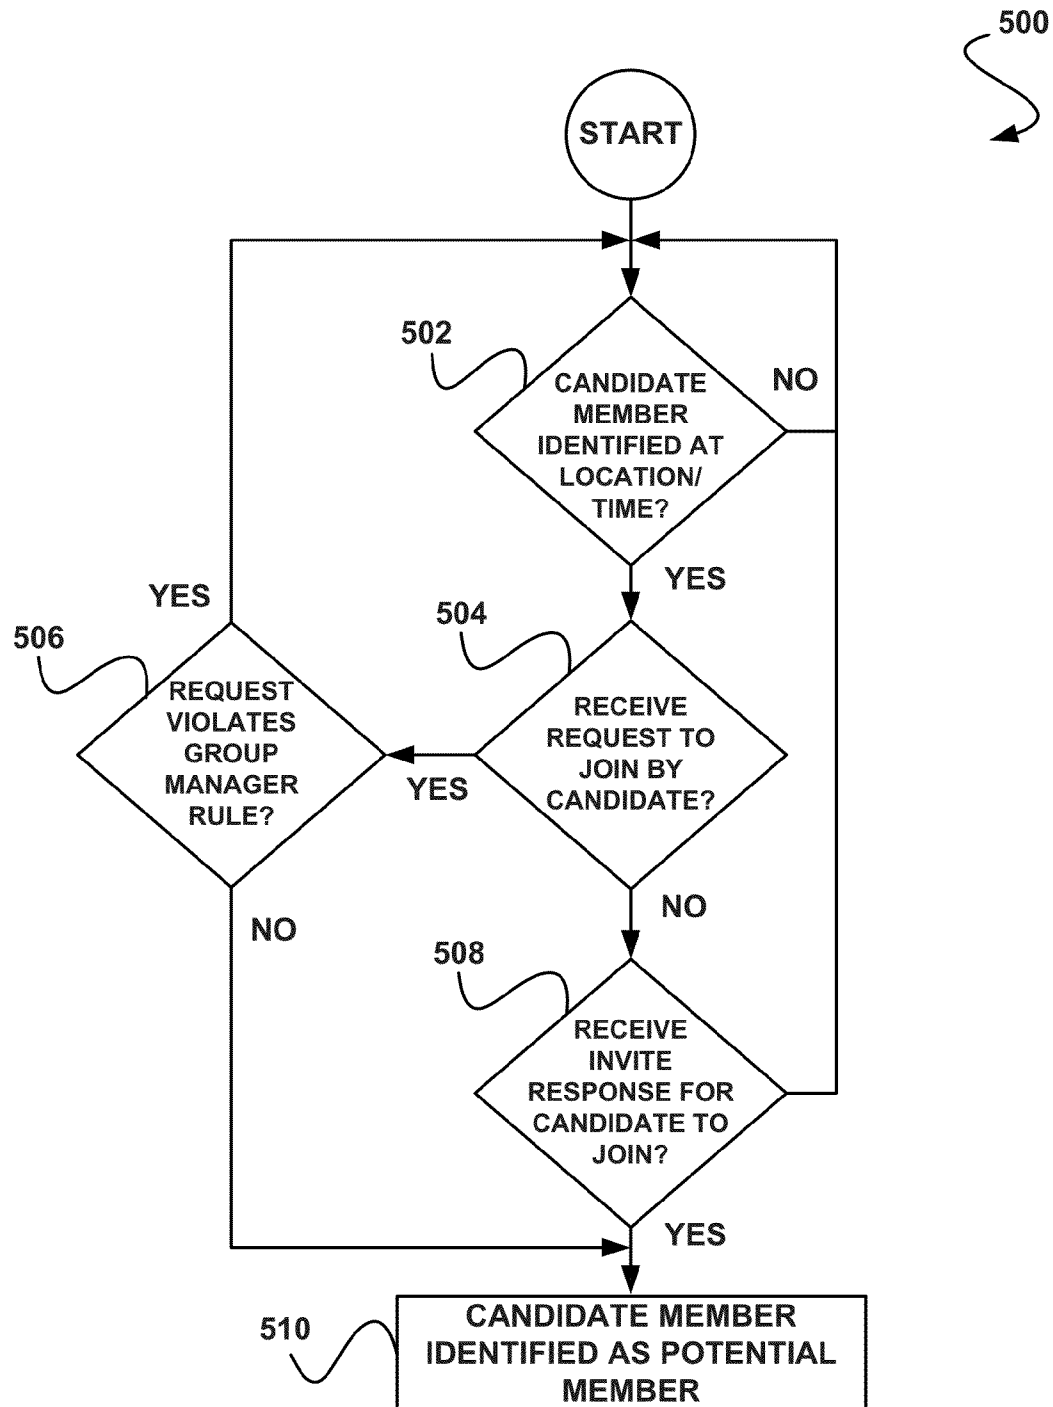 500
START
502
CANDIDATE
MEMBER
IDENTIFIED AT
LOCATION/
TIME?
NO
YES
504
RECEIVE
REQUEST TO
JOIN BY
CANDIDATE?
YES
506
REQUEST
VIOLATES
GROUP
MANAGER
RULE?
YES
NO
NO
508
RECEIVE
INVITE
RESPONSE FOR
CANDIDATE TO
JOIN?
YES
510
CANDIDATE MEMBER
IDENTIFIED AS POTENTIAL
MEMBER